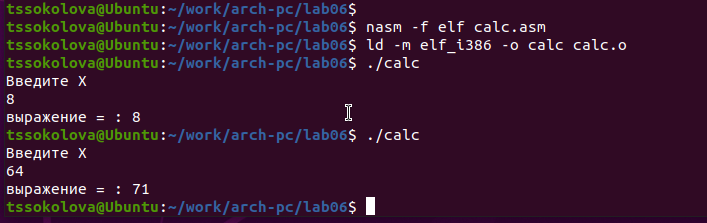 tssokolova@Ubuntu:~/work/arch-pc/lab06$
tssokolova@Ubuntu:~/work/arch-pc/lab06$ nasm -f elf calc.asm
tssokolova@Ubuntu:~/work/arch-pc/lab06$ ld -m elf_i386 -o calc calc.o
tssokolova@Ubuntu:~/work/arch-pc/lab06$ ./calc
Введите X
8
выражение = : 8
tssokolova@Ubuntu:~/work/arch-pc/lab06$ ./calc
Введите X
64
выражение = : 71
tssokolova@Ubuntu:~/work/arch-pc/lab06$